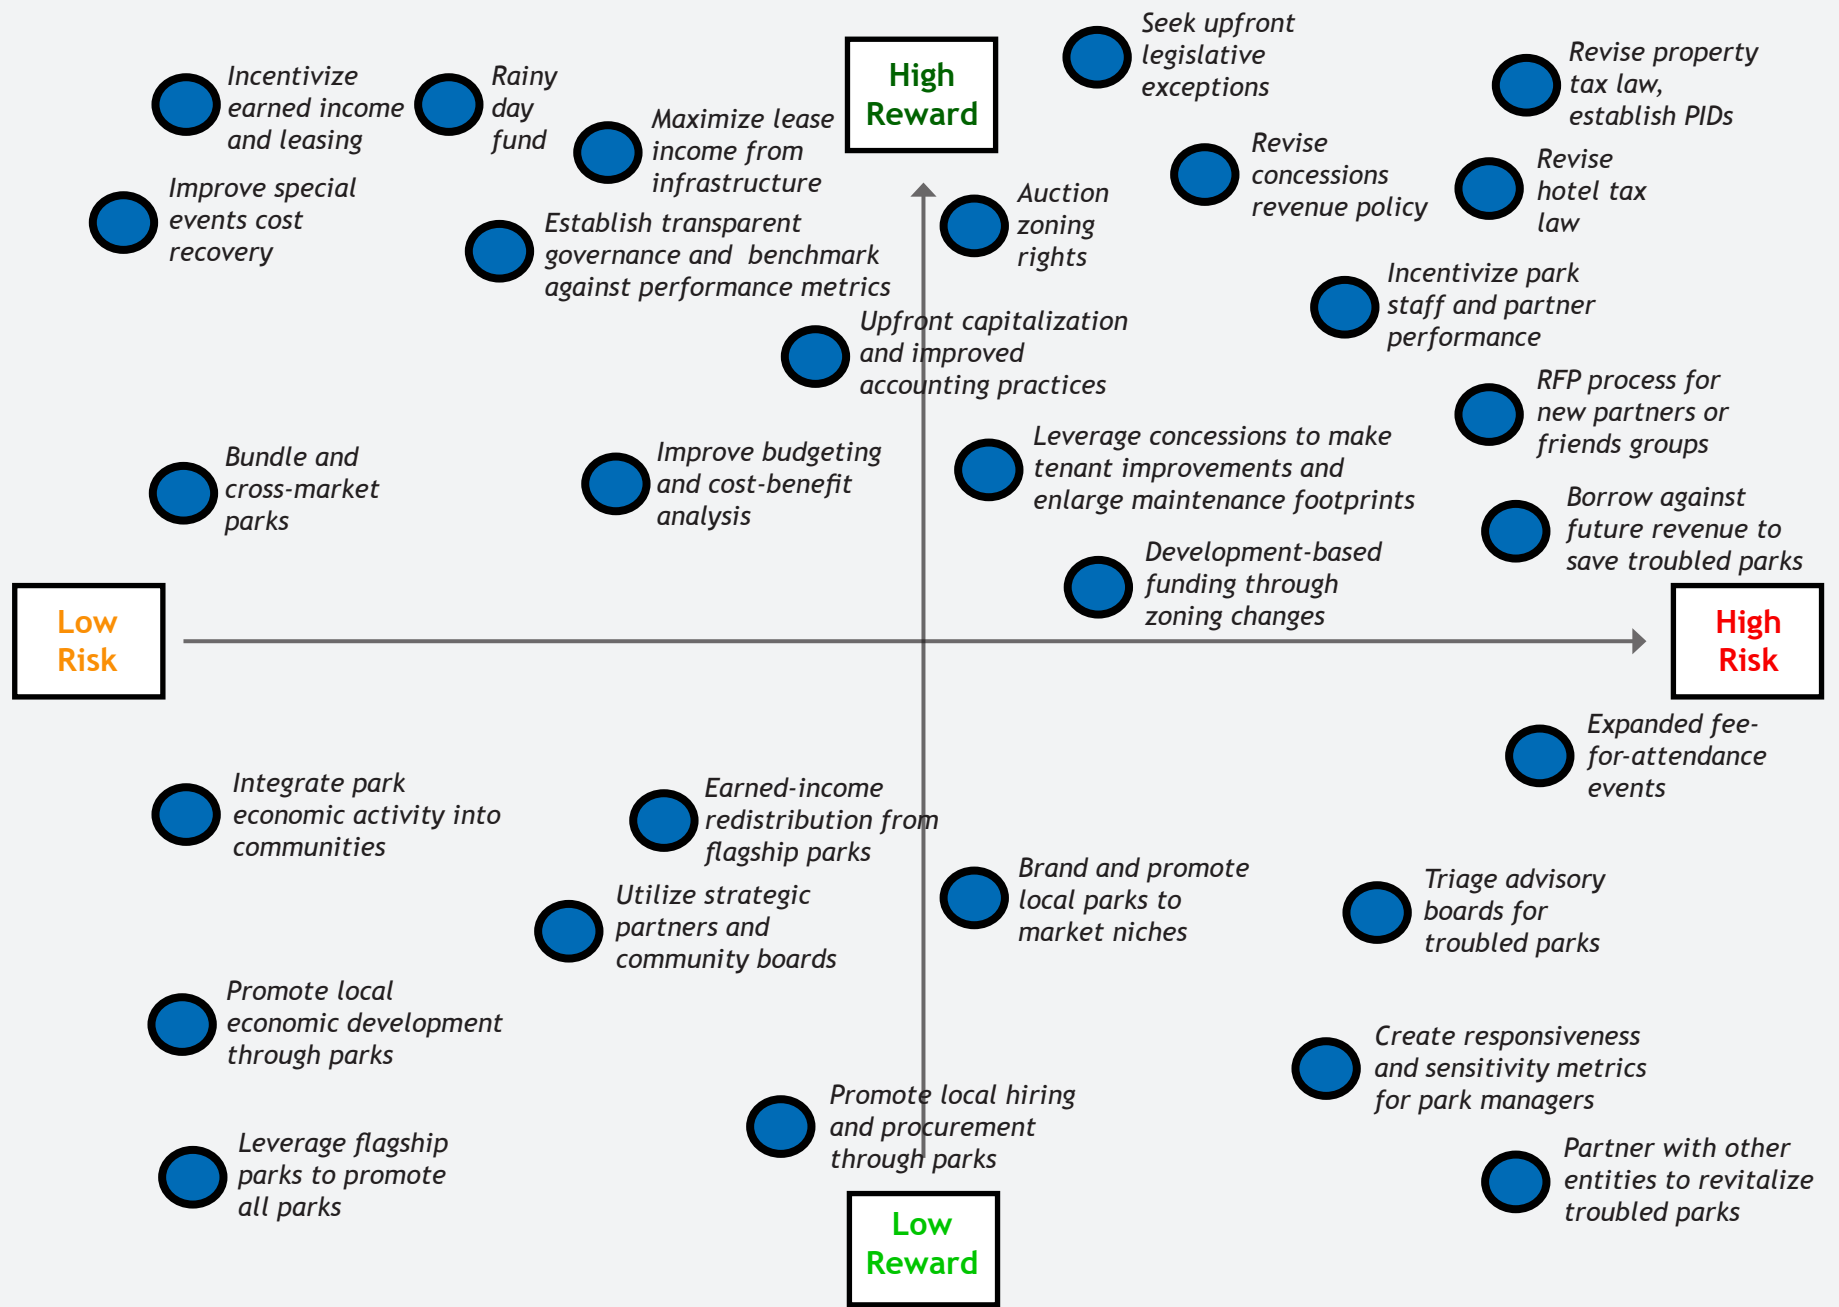 Seek upfront
legislative
exceptions
Revise property
tax law,
establish PIDs
High
Reward
Incentivize
earned income
and leasing
Rainy
day
fund
Maximize lease
income from
infrastructure
Revise
concessions
revenue policy
Revise
hotel tax
law
Improve special
events cost
recovery
Establish transparent
governance and  benchmark
against performance metrics
Auction
zoning
rights
Incentivize park
staff and partner
performance
Upfront capitalization
and improved
accounting practices
RFP process for
new partners or
friends groups
Bundle and
cross-market
parks
Improve budgeting
and cost-benefit
analysis
Leverage concessions to make
tenant improvements and
enlarge maintenance footprints
Borrow against
future revenue to
save troubled parks
Development-based
funding through
zoning changes
Low
Risk
High
Risk
Expanded fee-
for-attendance
events
Integrate park
economic activity into
communities
Earned-income
redistribution from
flagship parks
Brand and promote
local parks to
market niches
Triage advisory
boards for
troubled parks
Utilize strategic
partners and
community boards
Promote local
economic development
through parks
Create responsiveness
and sensitivity metrics
for park managers
Promote local hiring
and procurement
through parks
Leverage flagship
parks to promote
all parks
Partner with other
entities to revitalize
troubled parks
Low
Reward